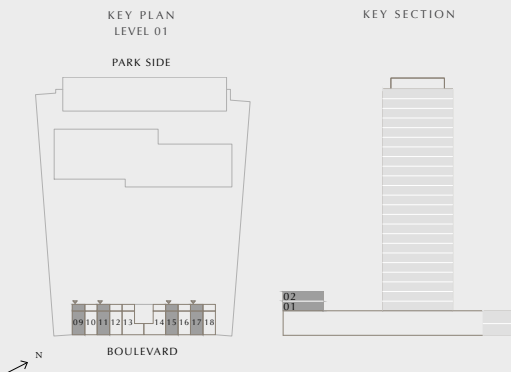 KEY PLAN
LEVEL 01
PARK SIDE
09 10 11 12 13 14 15 16 17 18
BOULEVARD
N
KEY SECTION
02
01